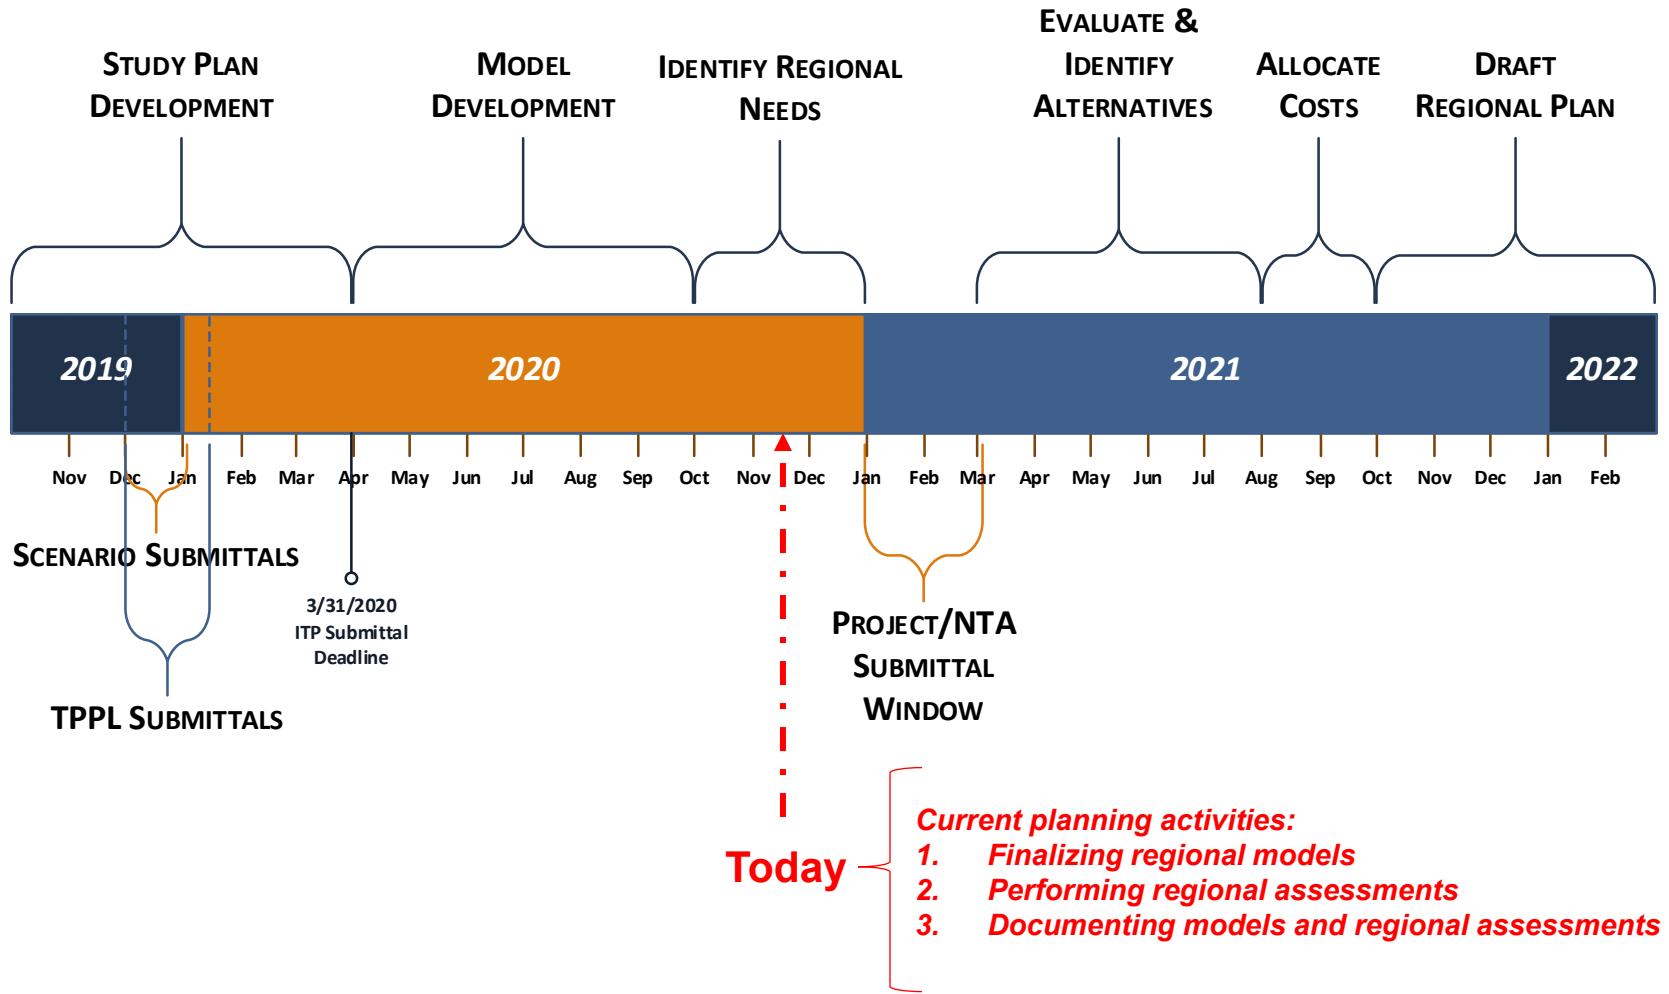 STUDY PLAN
DEVELOPMENT
MODEL
DEVELOPMENT
IDENTIFY REGIONAL
NEEDS
EVALUATE &
IDENTIFY
ALTERNATIVES
ALLOCATE
COSTS
DRAFT
REGIONAL PLAN
2019
2020
2021
2022
Nov Dec Jan Feb Mar Apr May Jun Jul Aug Sep Oct Nov Dec Jan Feb Mar Apr May Jun Jul Aug Sep Oct Nov Dec Jan Feb
SCENARIO SUBMITTALS
3/31/2020
ITP Submittal
Deadline
TPPL SUBMITTALS
PROJECT/NTA
SUBMITTAL
WINDOW
Today
Current planning activities:
1. Finalizing regional models
2. Performing regional assessments
3. Documenting models and regional assessments